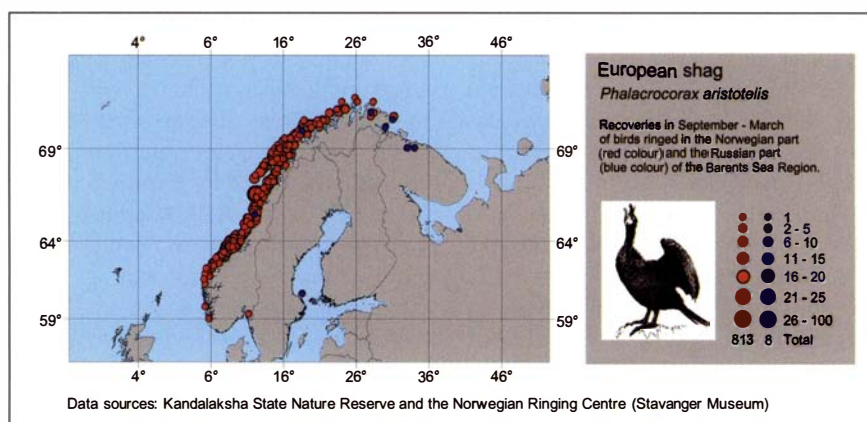 4° 6° 16° 26° 36° 46°
European shag
Phalacrocorax aristotelis
Recoveries in September - March
of birds ringed in the Norwegian part
(red colour) and the Russian part
(blue colour) of the Barents Sea Region.
69° 69°
64° 64°
59° 59°
1
2 - 5
6 - 10
11 - 15
16 - 20
21 - 25
26 - 100
813 8 Total
4° 6° 16° 26° 36° 46°
Data sources: Kandalaksha State Nature Reserve and the Norwegian Ringing Centre (Stavanger Museum)